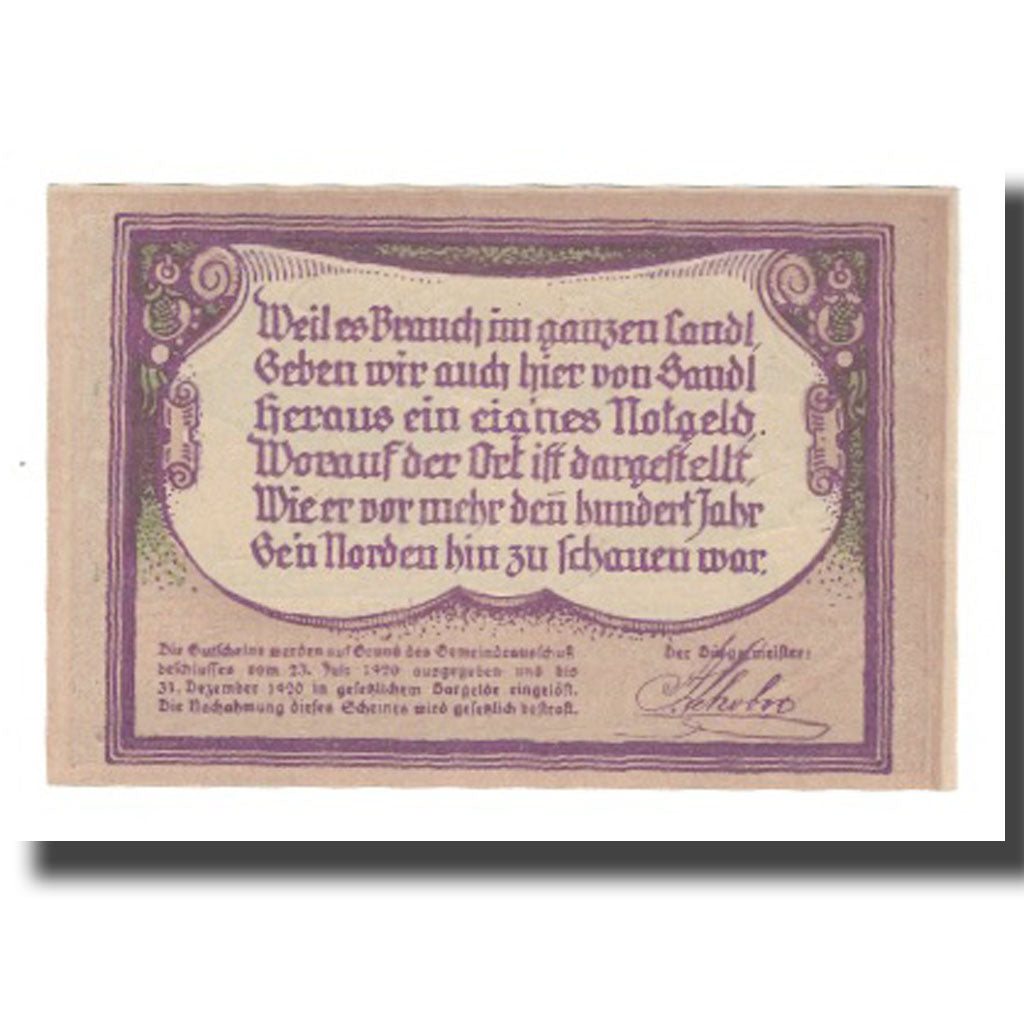 Weil es Brauch im ganzen Landl,
Geben wir auch hier von Sandl
Heraus ein eig'nes Notgeld.
Worauf der Ort ist dargestellt,
Wie er vor mehr deñ hundert Jahr
Ge'n Norden hin zu schauen war.
Die Gutscheine werden auf Grund des Gemeindeausschuß
beschlusses vom 23. Juli 1920 ausgegeben und bis
31. Dezember 1920 in gesetzlichem Bargelde eingelöst.
Die Nachahmung dieses Scheines wird gesetzlich bestraft.
Der Bürgermeister: